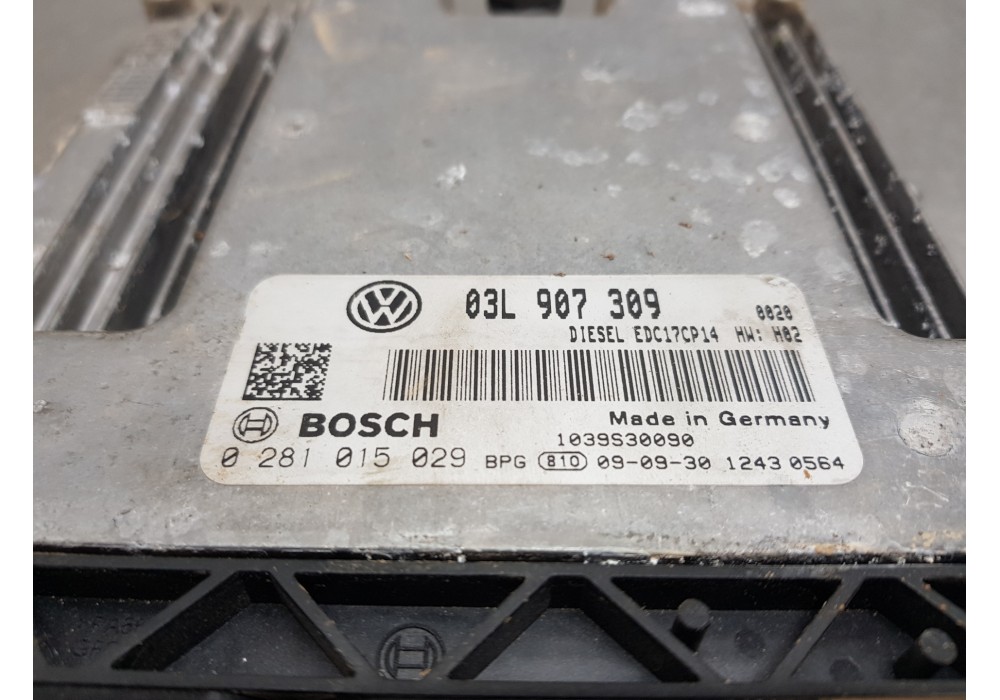 03L 907 309
0020
DIESEL EDC17CP14 HW: H02
BOSCH
Made in Germany
1039S30090
0 281 015 029 BPG 810 09-09-30 1243 0564